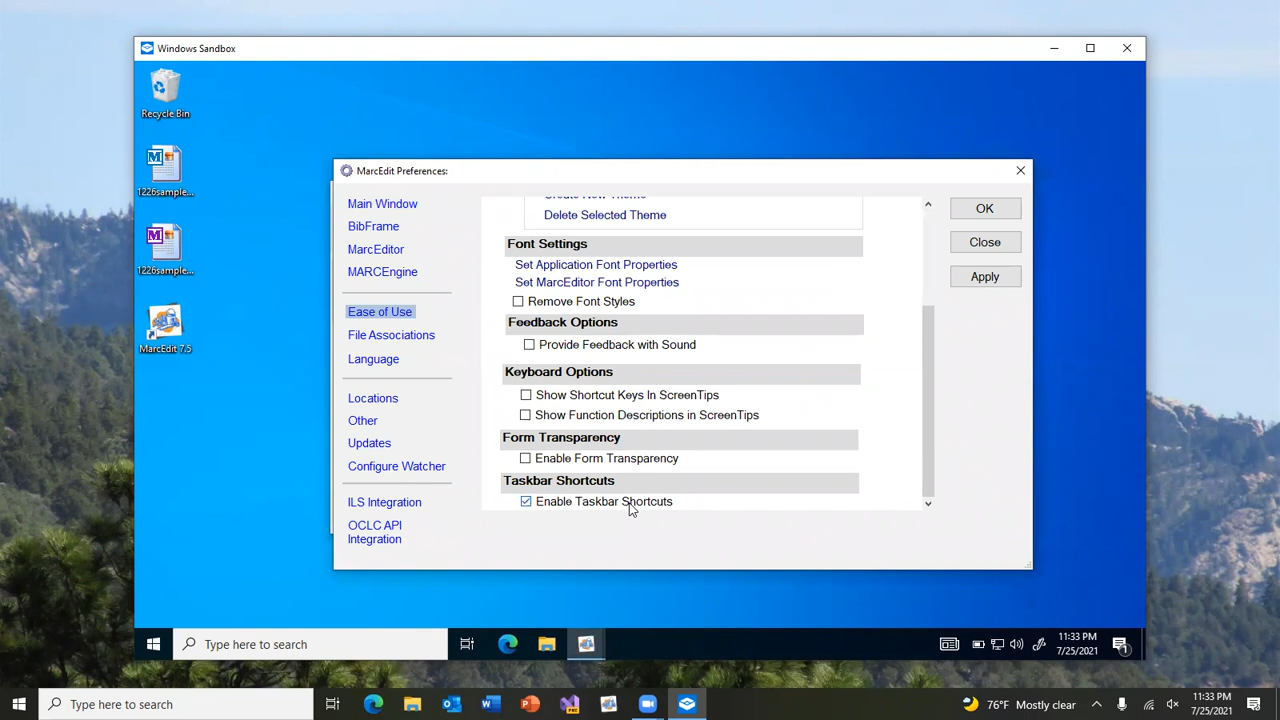 Windows Sandbox
Recycle Bin
1226sample...
1226sample...
MarcEdit 7.5
MarcEdit Preferences:
Main Window
BibFrame
MarcEditor
MARCEngine
Ease of Use
File Associations
Language
Locations
Other
Updates
Configure Watcher
ILS Integration
OCLC API
Integration
Create New Theme
Delete Selected Theme
Font Settings
Set Application Font Properties
Set MarcEditor Font Properties
Remove Font Styles
Feedback Options
Provide Feedback with Sound
Keyboard Options
Show Shortcut Keys In ScreenTips
Show Function Descriptions in ScreenTips
Form Transparency
Enable Form Transparency
Taskbar Shortcuts
Enable Taskbar Shortcuts
OK
Close
Apply
Type here to search
11:33 PM
7/25/2021
1
Type here to search
76°F Mostly clear
11:33 PM
7/25/2021